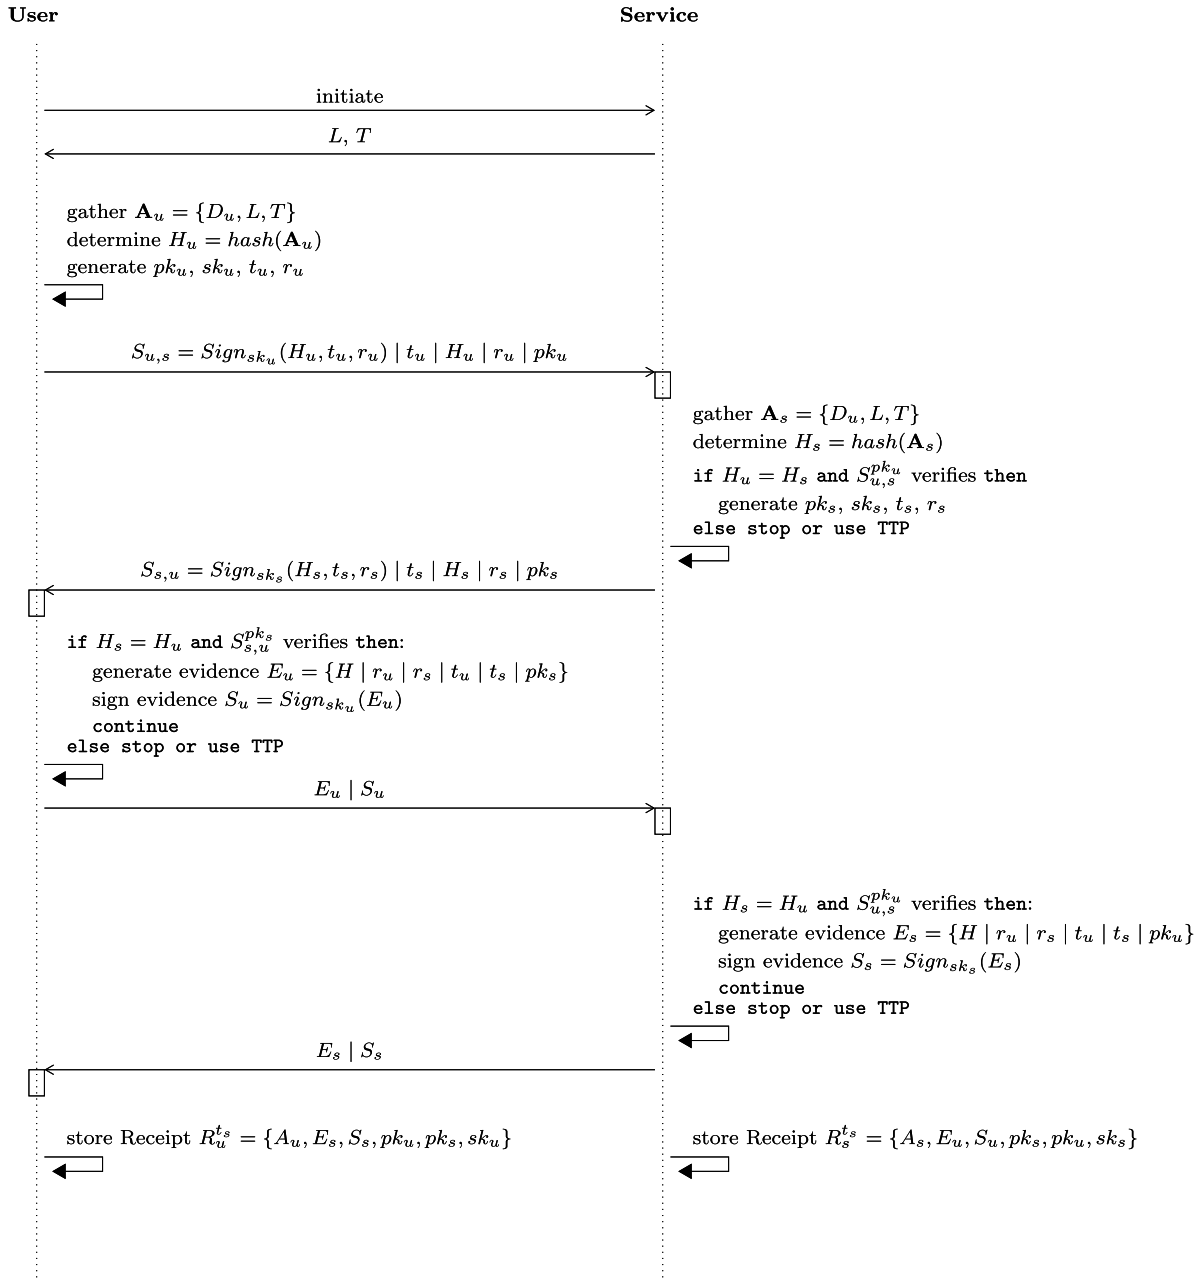 User
Service
initiate
L, T
gather A_u = {D_u, L, T}
determine H_u = hash(A_u)
generate pk_u, sk_u, t_u, r_u
S_{u,s} = Sign_{sk_u}(H_u, t_u, r_u) | t_u | H_u | r_u | pk_u
gather A_s = {D_u, L, T}
determine H_s = hash(A_s)
if H_u = H_s and S_{u,s}^{pk_u} verifies then
generate pk_s, sk_s, t_s, r_s
else stop or use TTP
S_{s,u} = Sign_{sk_s}(H_s, t_s, r_s) | t_s | H_s | r_s | pk_s
if H_s = H_u and S_{s,u}^{pk_s} verifies then:
generate evidence E_u = {H | r_u | r_s | t_u | t_s | pk_s}
sign evidence S_u = Sign_{sk_u}(E_u)
continue
else stop or use TTP
E_u | S_u
if H_s = H_u and S_{u,s}^{pk_u} verifies then:
generate evidence E_s = {H | r_u | r_s | t_u | t_s | pk_u}
sign evidence S_s = Sign_{sk_s}(E_s)
continue
else stop or use TTP
E_s | S_s
store Receipt R_u^{t_s} = {A_u, E_s, S_s, pk_u, pk_s, sk_u}
store Receipt R_s^{t_s} = {A_s, E_u, S_u, pk_s, pk_u, sk_s}